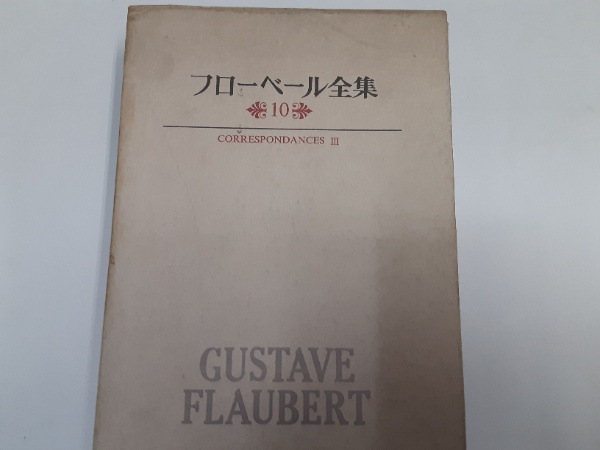 フローベール全集
10
CORRESPONDANCES III
GUSTAVE
FLAUBERT